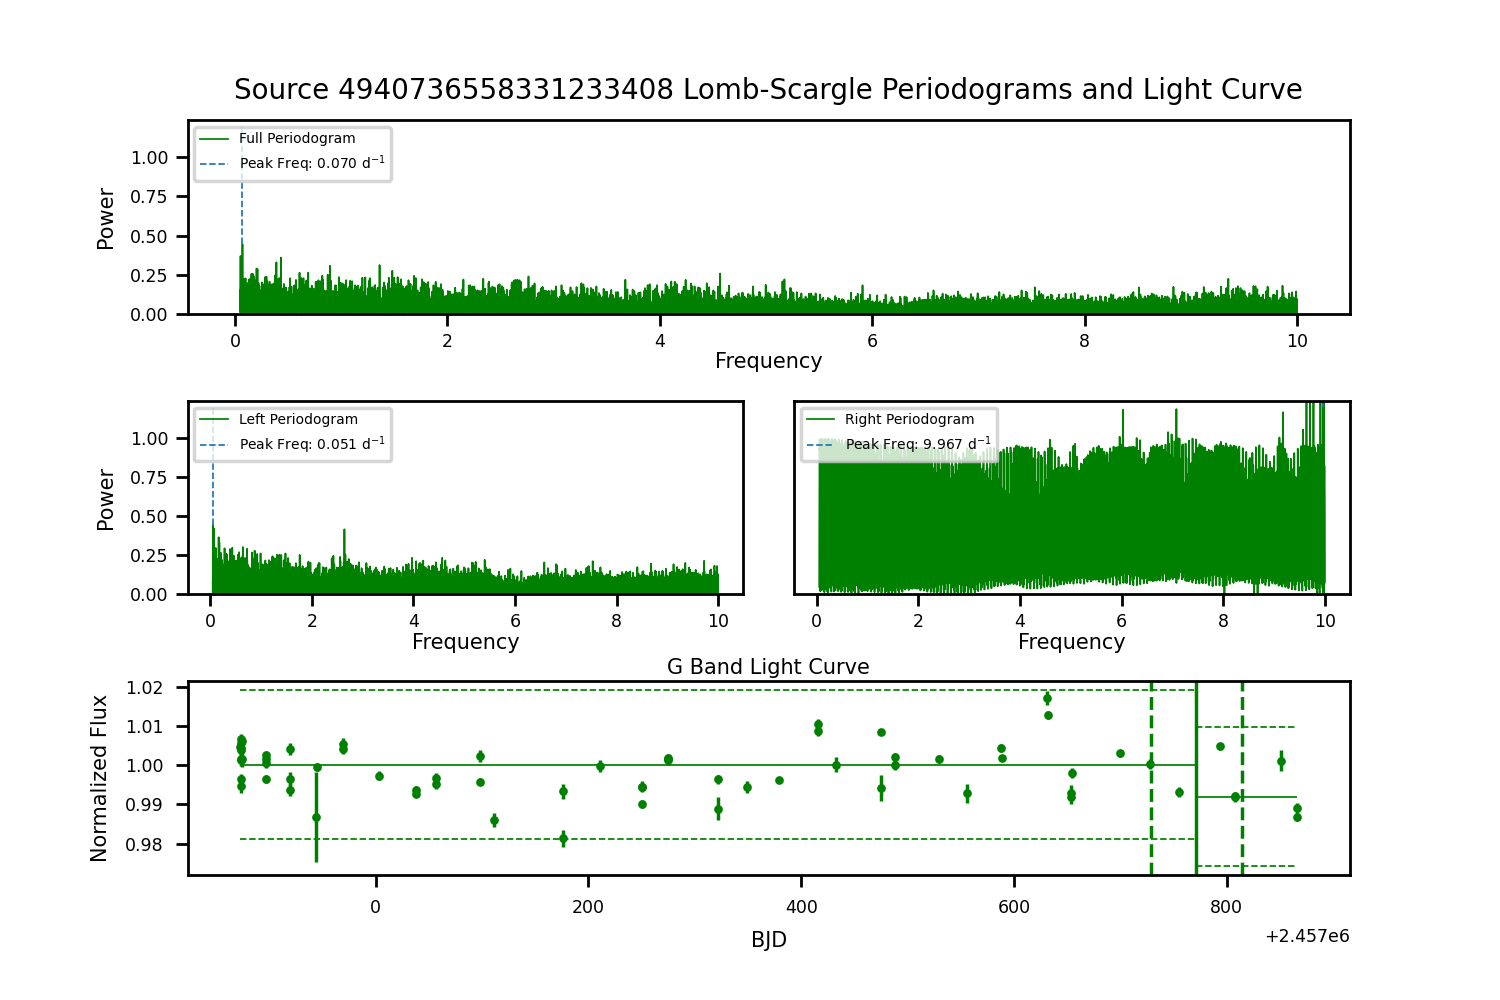 Source 4940736558331233408 Lomb-Scargle Periodograms and Light Curve
Full Periodogram
Peak Freq: 0.070 d⁻¹
Power
1.00
0.75
0.50
0.25
0.00
0 2 4 6 8 10
Frequency
Left Periodogram
Peak Freq: 0.051 d⁻¹
Power
1.00
0.75
0.50
0.25
0.00
0 2 4 6 8 10
Frequency
Right Periodogram
Peak Freq: 9.967 d⁻¹
0 2 4 6 8 10
Frequency
G Band Light Curve
Normalized Flux
1.02
1.01
1.00
0.99
0.98
0 200 400 600 800
BJD
+2.457e6